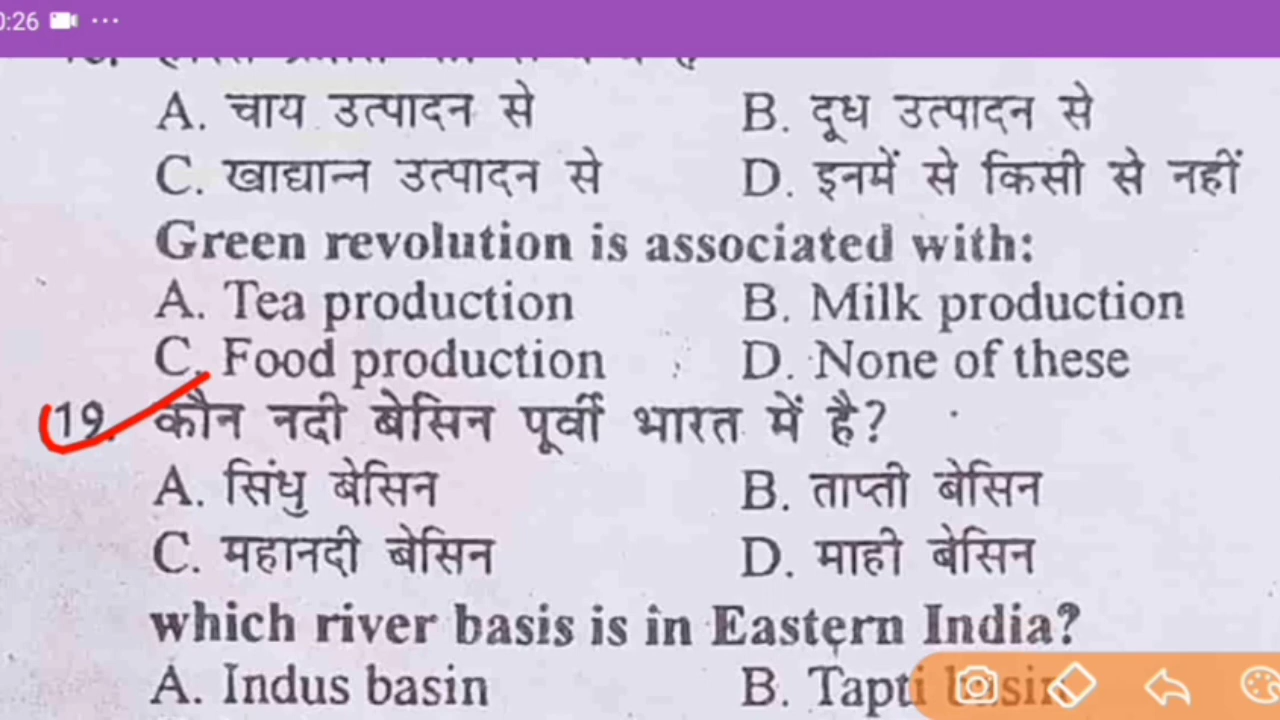 0:26
A. चाय उत्पादन से B. दूध उत्पादन से
C. खाद्यान्न उत्पादन से D. इनमें से किसी से नहीं
Green revolution is associated with:
A. Tea production B. Milk production
C. Food production D. None of these
19. कौन नदी बेसिन पूर्वी भारत में है?
A. सिंधु बेसिन B. ताप्ती बेसिन
C. महानदी बेसिन D. माही बेसिन
which river basis is in Eastern India?
A. Indus basin B. Tapti basin